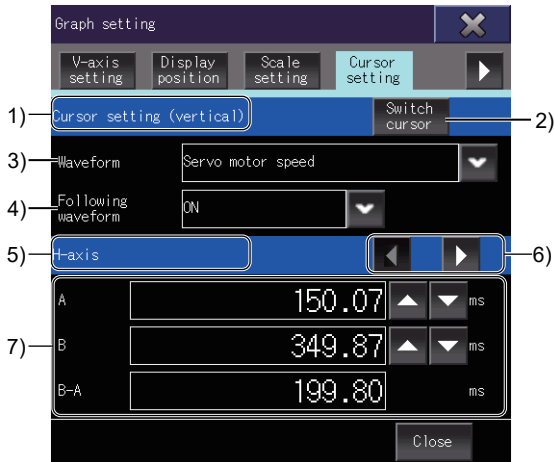 Graph setting
V-axis setting
Display position
Scale setting
Cursor setting
1)
Cursor setting (vertical)
Switch cursor
2)
3)
Waveform
Servo motor speed
4)
Following waveform
ON
5)
H-axis
6)
7)
A
150.07
ms
B
349.87
ms
B-A
199.80
ms
Close